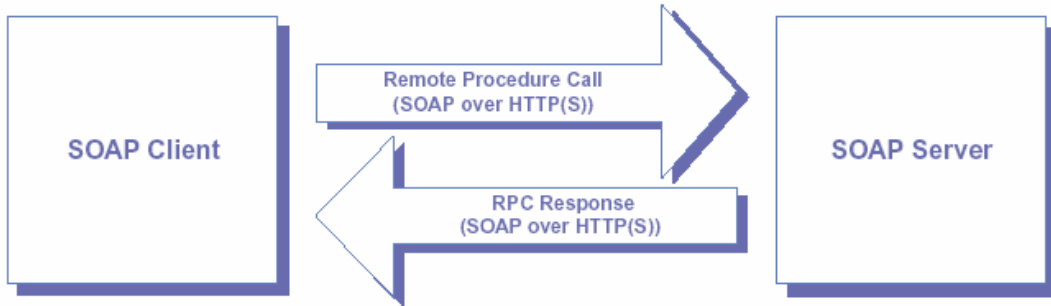 SOAP Client
Remote Procedure Call
(SOAP over HTTP(S))
RPC Response
(SOAP over HTTP(S))
SOAP Server